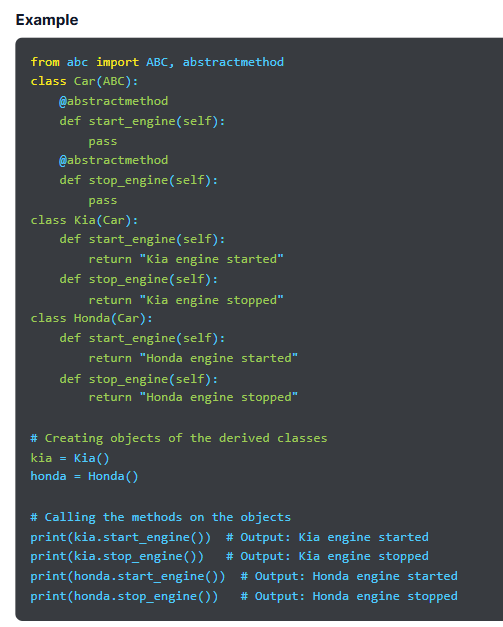 Example
from abc import ABC, abstractmethod
class Car(ABC):
    @abstractmethod
    def start_engine(self):
        pass
    @abstractmethod
    def stop_engine(self):
        pass
class Kia(Car):
    def start_engine(self):
        return "Kia engine started"
    def stop_engine(self):
        return "Kia engine stopped"
class Honda(Car):
    def start_engine(self):
        return "Honda engine started"
    def stop_engine(self):
        return "Honda engine stopped"

# Creating objects of the derived classes
kia = Kia()
honda = Honda()

# Calling the methods on the objects
print(kia.start_engine())  # Output: Kia engine started
print(kia.stop_engine())   # Output: Kia engine stopped
print(honda.start_engine())  # Output: Honda engine started
print(honda.stop_engine())   # Output: Honda engine stopped